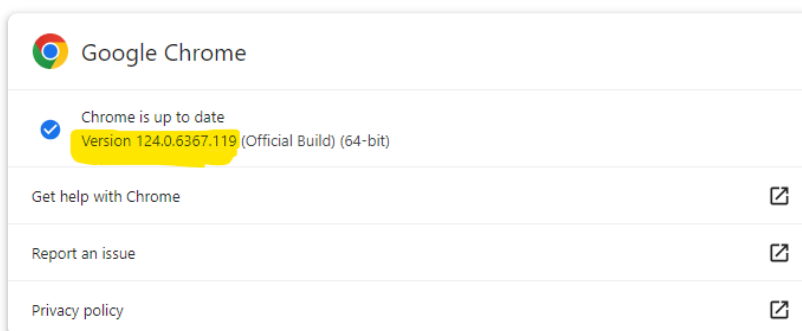 Google Chrome
Chrome is up to date
Version 124.0.6367.119 (Official Build) (64-bit)
Get help with Chrome
Report an issue
Privacy policy